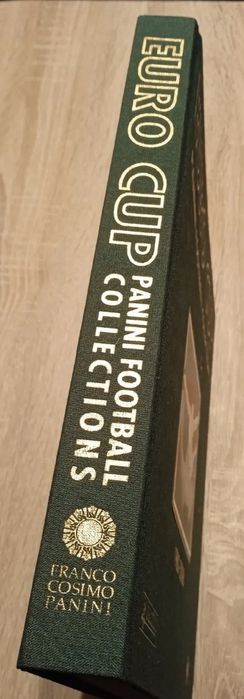 EURO CUP
PANINI FOOTBALL
COLLECTIONS
FRANCO
COSIMO
PANINI